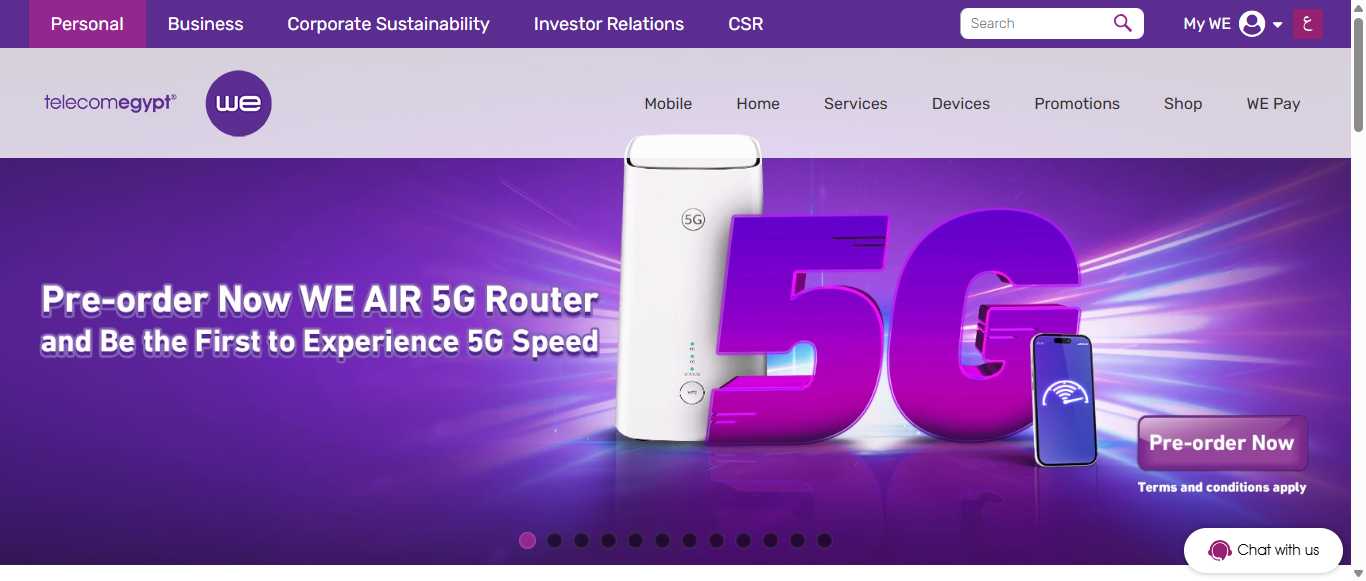 Personal
Business
Corporate Sustainability
Investor Relations
CSR
Search
My WE
ع
telecomegypt®
we
Mobile
Home
Services
Devices
Promotions
Shop
WE Pay
5G
5G
Pre-order Now WE AIR 5G Router
and Be the First to Experience 5G Speed
Pre-order Now
Terms and conditions apply
Chat with us